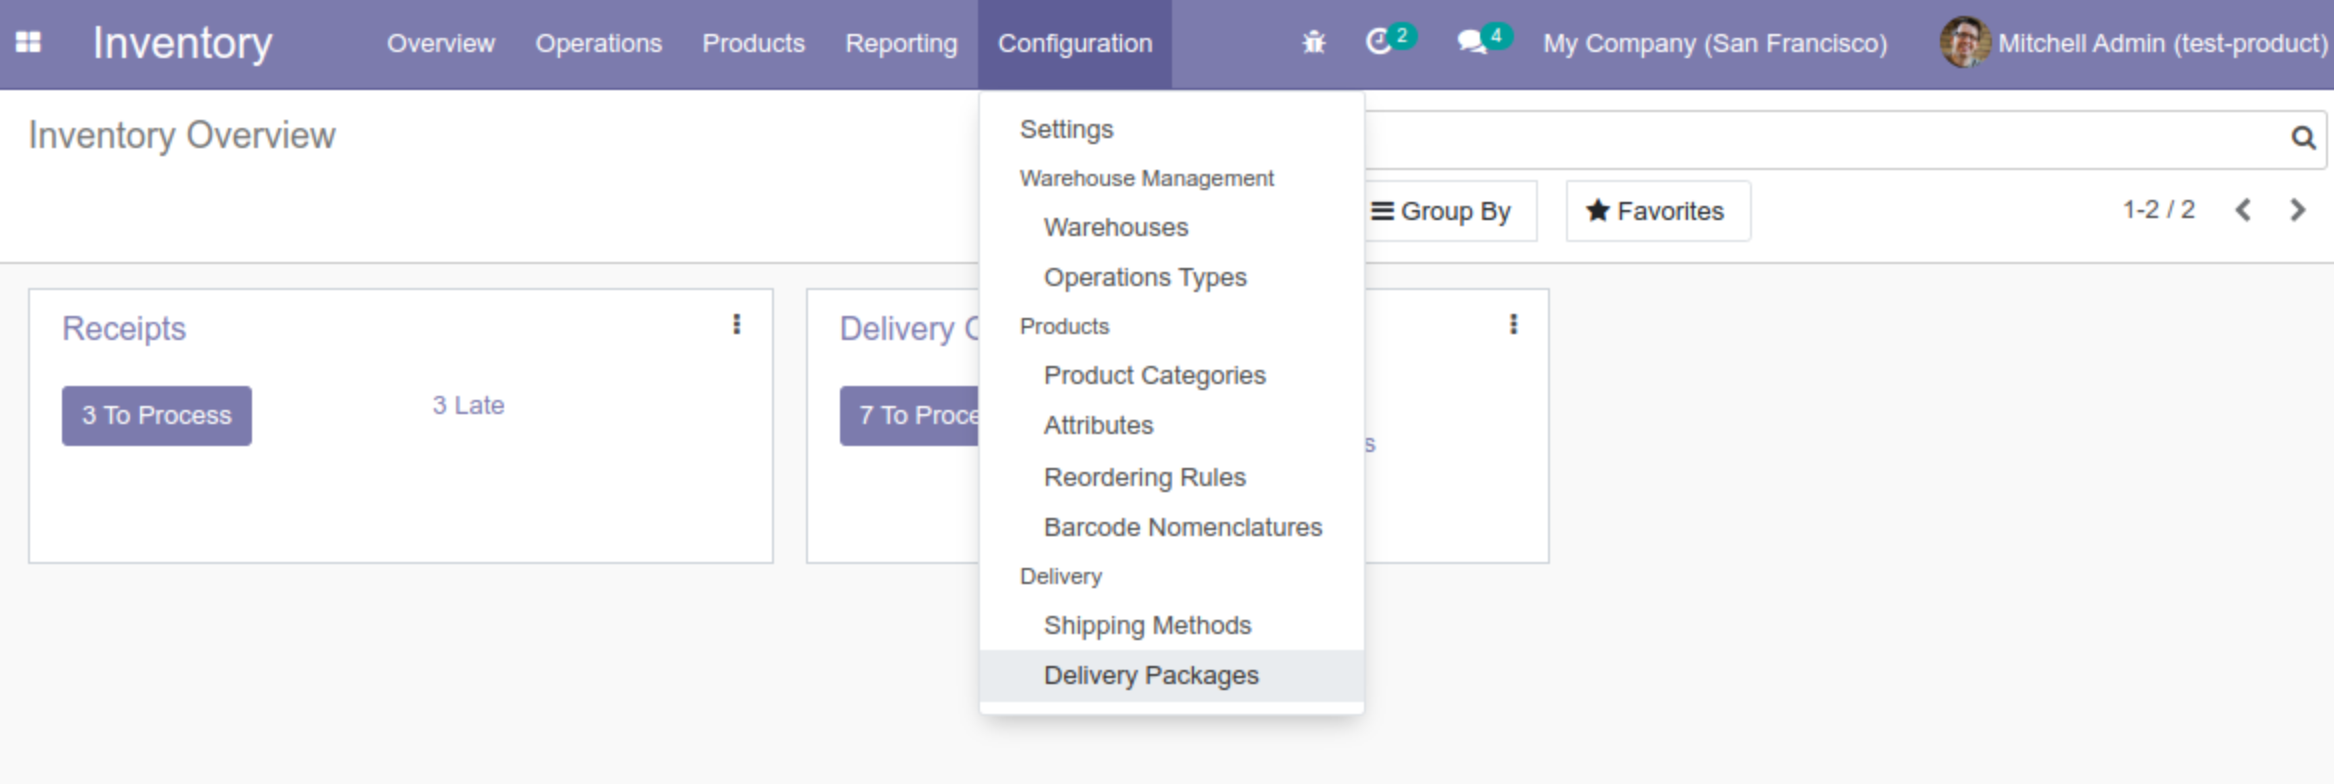 Inventory Overview Operations Products Reporting Configuration 2 4 My Company (San Francisco) Mitchell Admin (test-product)
Inventory Overview
Settings
Warehouse Management
Warehouses
Operations Types
Products
Product Categories
Attributes
Reordering Rules
Barcode Nomenclatures
Delivery
Shipping Methods
Delivery Packages
Group By Favorites 1-2 / 2
Receipts
3 To Process 3 Late
Delivery
7 To